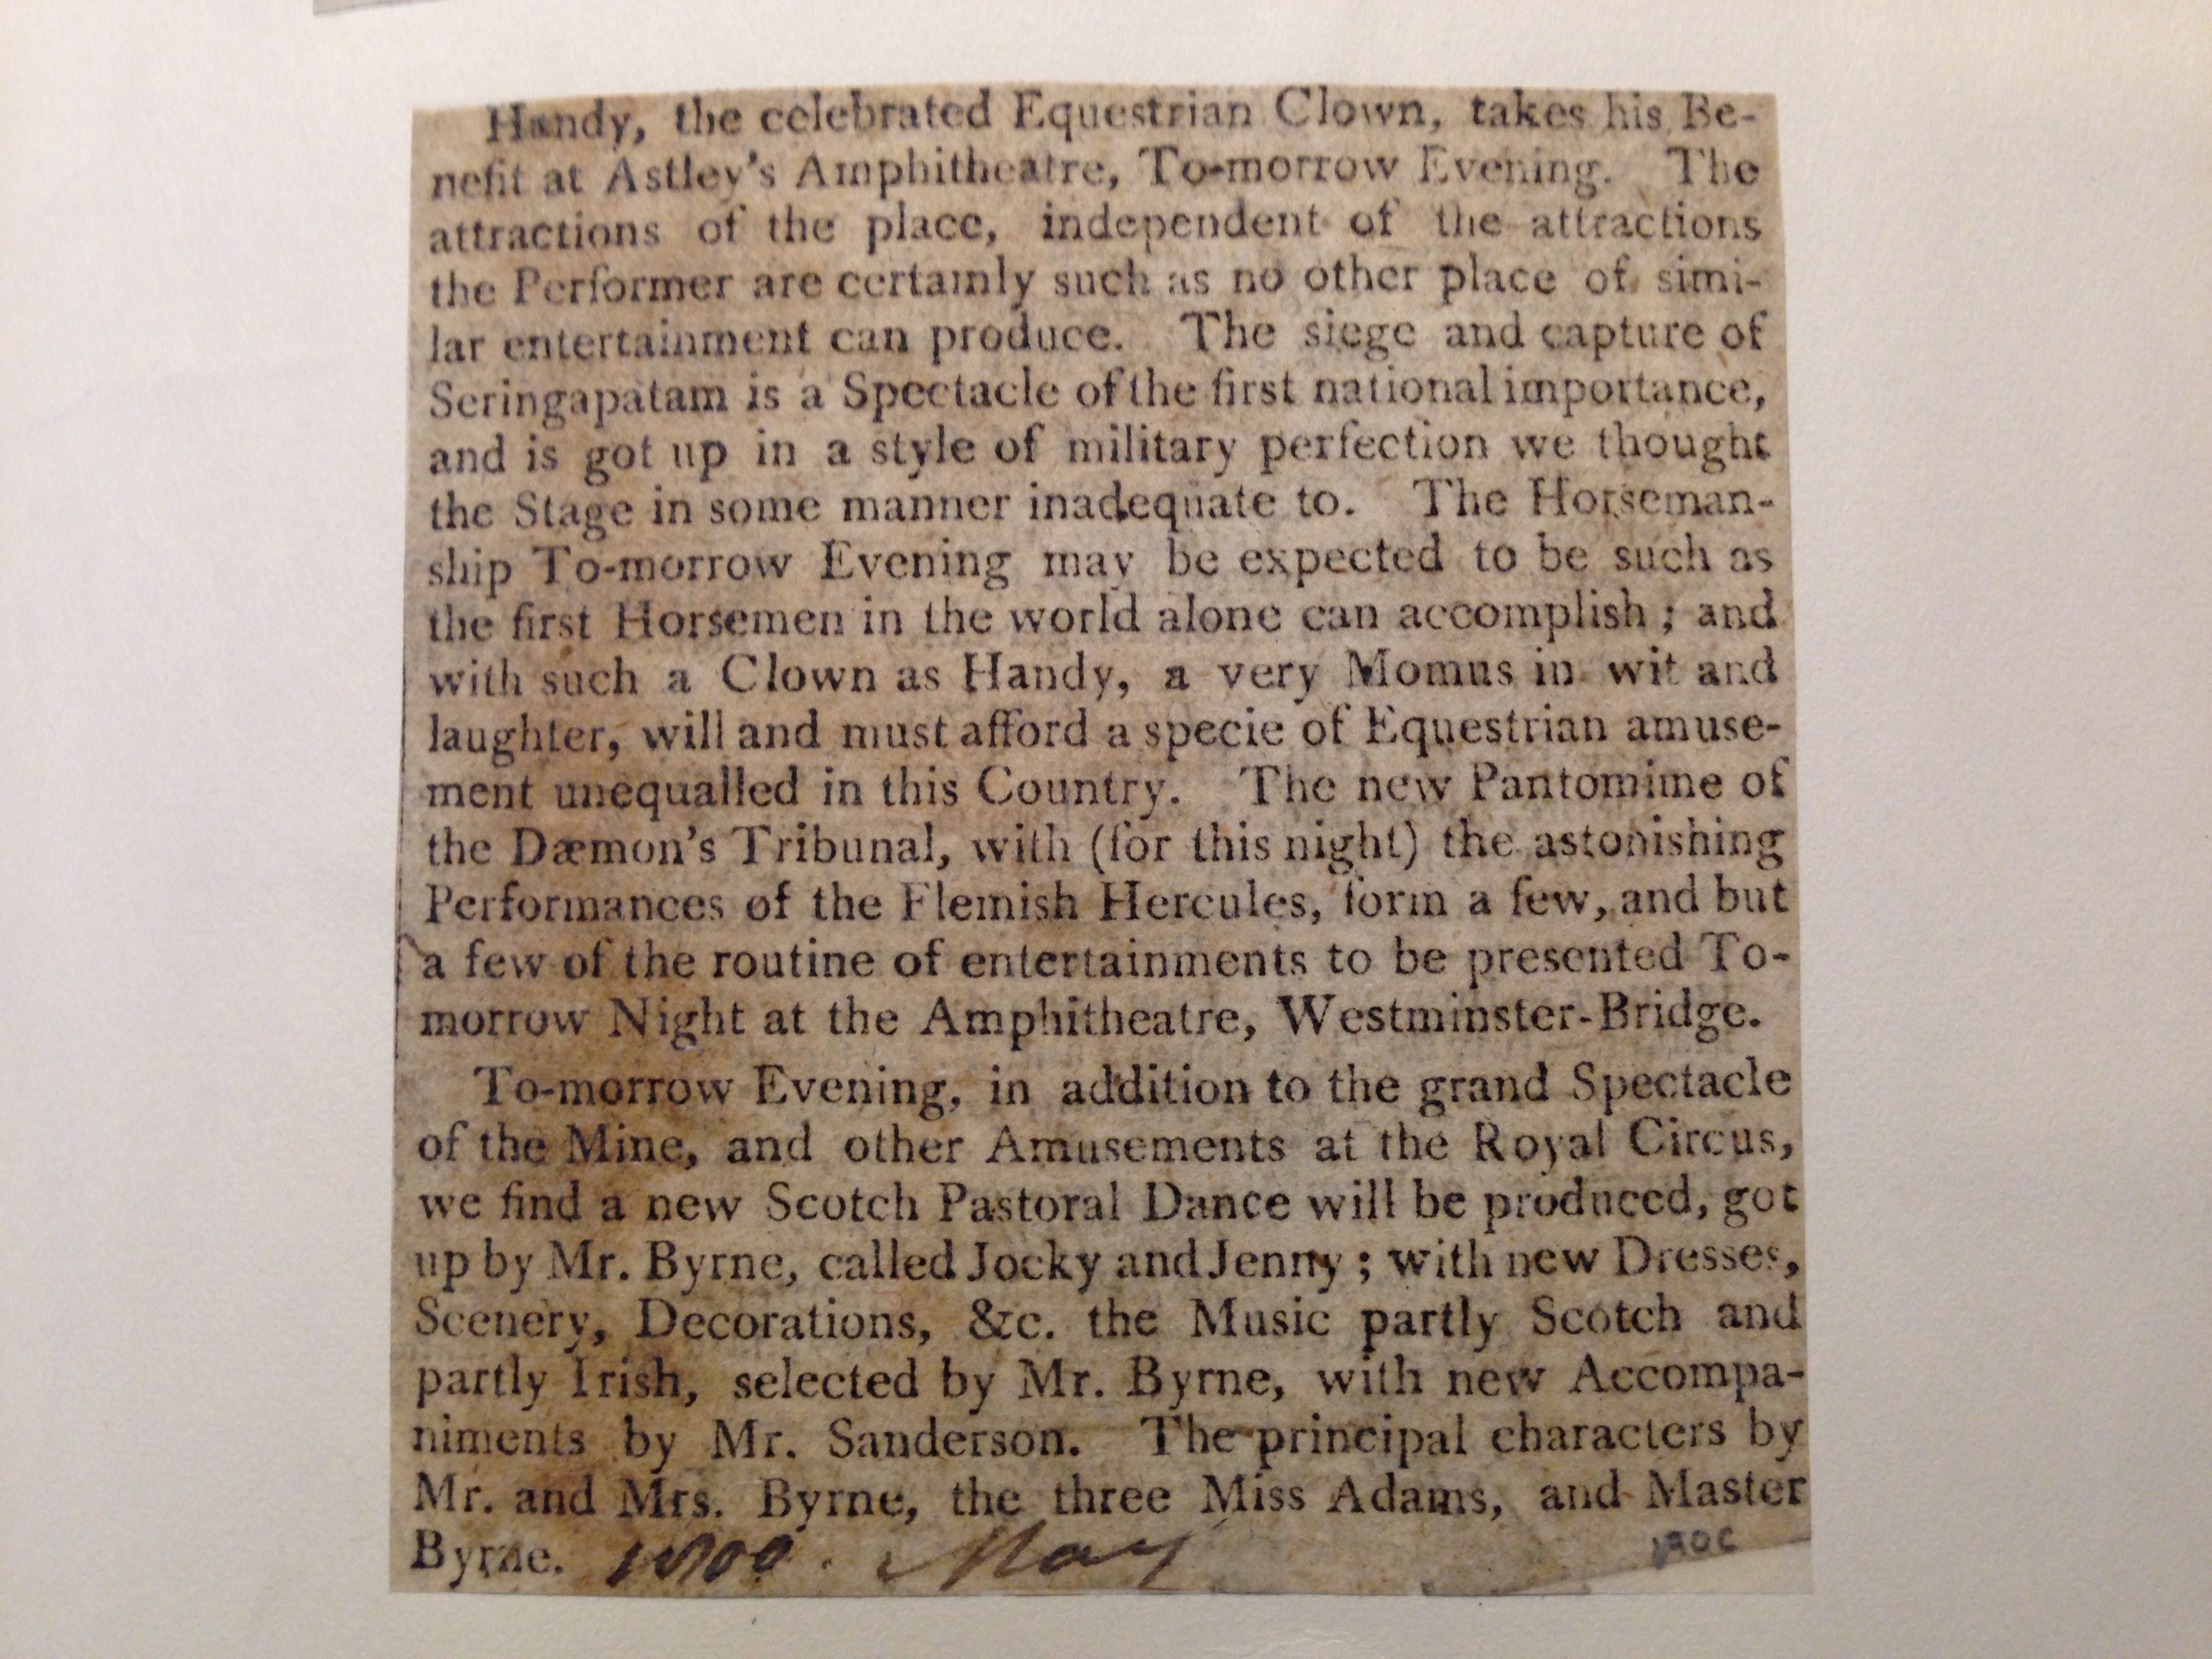 Handy, the celebrated Equestrian Clown, takes his Be-
nefit at Astley's Amphitheatre, To-morrow Evening. The
attractions of the place, independent of the attractions
the Performer are certainly such as no other place of simi-
lar entertainment can produce. The siege and capture of
Seringapatam is a Spectacle of the first national importance,
and is got up in a style of military perfection we thought
the Stage in some manner inadequate to. The Horseman-
ship To-morrow Evening may be expected to be such as
the first Horsemen in the world alone can accomplish; and
with such a Clown as Handy, a very Momus in wit and
laughter, will and must afford a specie of Equestrian amuse-
ment unequalled in this Country. The new Pantomime of
the Dæmon's Tribunal, with (for this night) the astonishing
Performances of the Flemish Hercules, form a few, and but
a few of the routine of entertainments to be presented To-
morrow Night at the Amphitheatre, Westminster-Bridge.
To-morrow Evening, in addition to the grand Spectacle
of the Mine, and other Amusements at the Royal Circus,
we find a new Scotch Pastoral Dance will be produced, got
up by Mr. Byrne, called Jocky and Jenny; with new Dresses,
Scenery, Decorations, &c. the Music partly Scotch and
partly Irish, selected by Mr. Byrne, with new Accompa-
niments by Mr. Sanderson. The principal characters by
Mr. and Mrs. Byrne, the three Miss Adams, and Master
Byrne. 1800. May